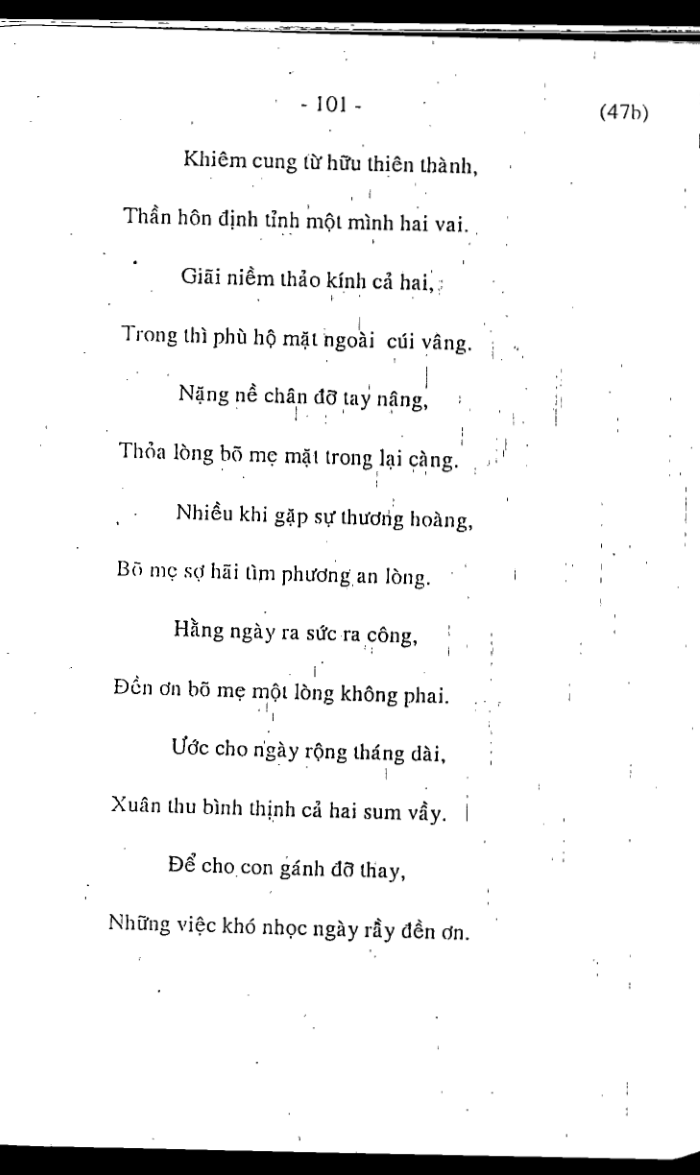 - 101 -
(47b)
Khiêm cung từ hữu thiên thành,
Thần hôn định tỉnh một mình hai vai.
Giãi niềm thảo kính cả hai,
Trong thì phù hộ mặt ngoài cúi vâng.
Nặng nề chân đỡ tay nâng,
Thỏa lòng bõ mẹ mặt trong lại càng.
Nhiều khi gặp sự thương hoàng,
Bõ mẹ sợ hãi tìm phương an lòng.
Hằng ngày ra sức ra công,
Đền ơn bõ mẹ một lòng không phai.
Ước cho ngày rộng tháng dài,
Xuân thu bình thịnh cả hai sum vầy.
Để cho con gánh đỡ thay,
Những việc khó nhọc ngày rầy đền ơn.